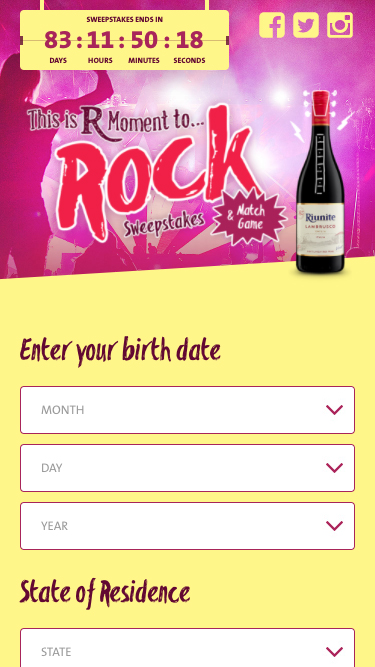 SWEEPSTAKES ENDS IN
83 : 11 : 50 : 18
DAYS HOURS MINUTES SECONDS
This is R Moment to...
Rock
Sweepstakes
& Match
Game
Riunite
LAMBRUSCO
Enter your birth date
MONTH
DAY
YEAR
State of Residence
STATE